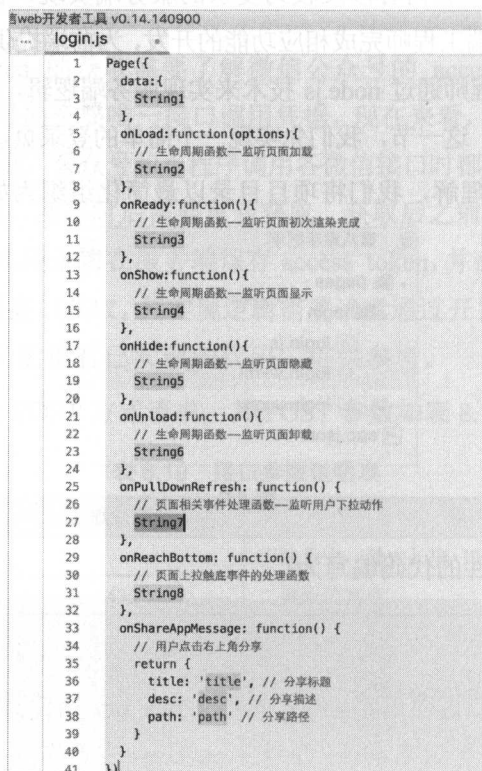 信web开发者工具 v0.14.140900
... login.js
1 Page({
2 data:{
3 String1
4 },
5 onLoad:function(options){
6 // 生命周期函数——监听页面加载
7 String2
8 },
9 onReady:function(){
10 // 生命周期函数——监听页面初次渲染完成
11 String3
12 },
13 onShow:function(){
14 // 生命周期函数——监听页面显示
15 String4
16 },
17 onHide:function(){
18 // 生命周期函数——监听页面隐藏
19 String5
20 },
21 onUnload:function(){
22 // 生命周期函数——监听页面卸载
23 String6
24 },
25 onPullDownRefresh: function() {
26 // 页面相关事件处理函数——监听用户下拉动作
27 String7
28 },
29 onReachBottom: function() {
30 // 页面上拉触底事件的处理函数
31 String8
32 },
33 onShareAppMessage: function() {
34 // 用户点击右上角分享
35 return {
36 title: 'title', // 分享标题
37 desc: 'desc', // 分享描述
38 path: 'path' // 分享路径
39 }
40 }
41 })